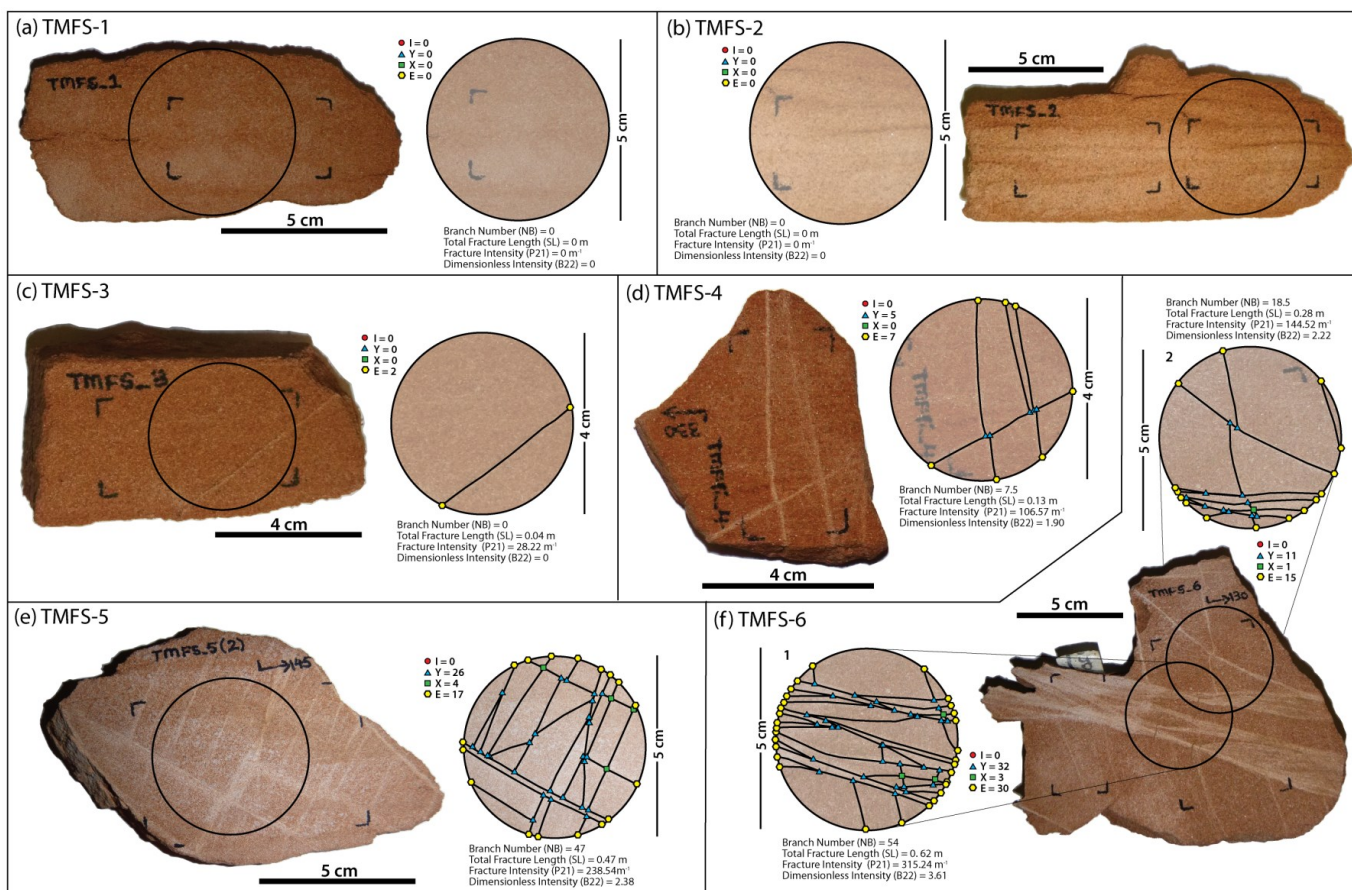 (a) TMFS-1
TMFS_1
I = 0
Y = 0
X = 0
E = 0
5 cm
5 cm
Branch Number (NB) = 0
Total Fracture Length (SL) = 0 m
Fracture Intensity (P21) = 0 m⁻¹
Dimensionless Intensity (B22) = 0
(b) TMFS-2
I = 0
Y = 0
X = 0
E = 0
5 cm
5 cm
TMFS_2
Branch Number (NB) = 0
Total Fracture Length (SL) = 0 m
Fracture Intensity (P21) = 0 m⁻¹
Dimensionless Intensity (B22) = 0
(c) TMFS-3
TMFS_3
I = 0
Y = 0
X = 0
E = 2
4 cm
4 cm
Branch Number (NB) = 0
Total Fracture Length (SL) = 0.04 m
Fracture Intensity (P21) = 28.22 m⁻¹
Dimensionless Intensity (B22) = 0
(d) TMFS-4
I = 0
Y = 5
X = 0
E = 7
330
TMFS_4
TMFS_4
4 cm
4 cm
Branch Number (NB) = 7.5
Total Fracture Length (SL) = 0.13 m
Fracture Intensity (P21) = 106.57 m⁻¹
Dimensionless Intensity (B22) = 1.90
(e) TMFS-5
TMFS_5(2)
145
I = 0
Y = 26
X = 4
E = 17
5 cm
5 cm
Branch Number (NB) = 47
Total Fracture Length (SL) = 0.47 m
Fracture Intensity (P21) = 238.54m⁻¹
Dimensionless Intensity (B22) = 2.38
Branch Number (NB) = 18.5
Total Fracture Length (SL) = 0.28 m
Fracture Intensity (P21) = 144.52 m⁻¹
Dimensionless Intensity (B22) = 2.22
2
5 cm
I = 0
Y = 11
X = 1
E = 15
(f) TMFS-6
5 cm
TMFS_6
130
1
5 cm
I = 0
Y = 32
X = 3
E = 30
Branch Number (NB) = 54
Total Fracture Length (SL) = 0.62 m
Fracture Intensity (P21) = 315.24 m⁻¹
Dimensionless Intensity (B22) = 3.61